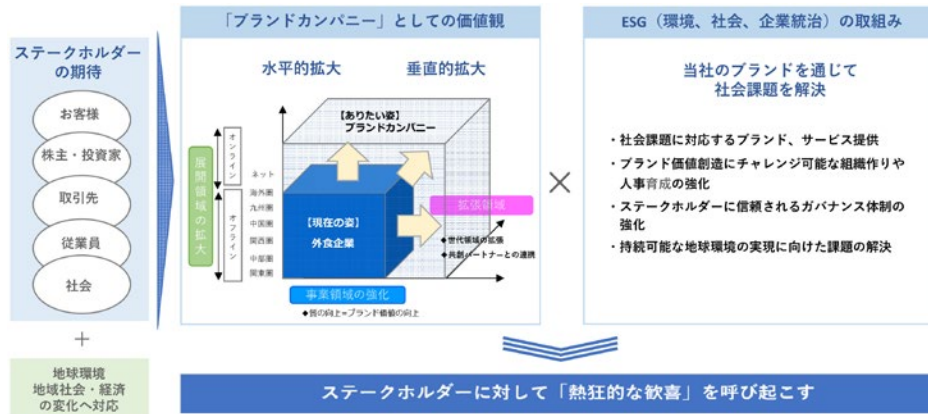 ステークホルダー
の期待
お客様
株主・投資家
取引先
従業員
社会
+
地球環境
地域社会・経済
の変化へ対応
「ブランドカンパニー」としての価値観
水平的拡大
垂直的拡大
【ありたい姿】
ブランドカンパニー
展開領域の拡大
オンライン
オフライン
ネット
海外圏
九州圏
中国圏
関西圏
中部圏
関東圏
【現在の姿】
外食企業
拡張領域
◆世代領域の拡張
◆共創パートナーとの連携
事業領域の強化
◆質の向上=ブランド価値の向上
×
ESG(環境、社会、企業統治)の取組み
当社のブランドを通じて
社会課題を解決
・社会課題に対応するブランド、サービス提供
・ブランド価値創造にチャレンジ可能な組織作りや
人事育成の強化
・ステークホルダーに信頼されるガバナンス体制の
強化
・持続可能な地球環境の実現に向けた課題の解決
ステークホルダーに対して「熱狂的な歓喜」を呼び起こす